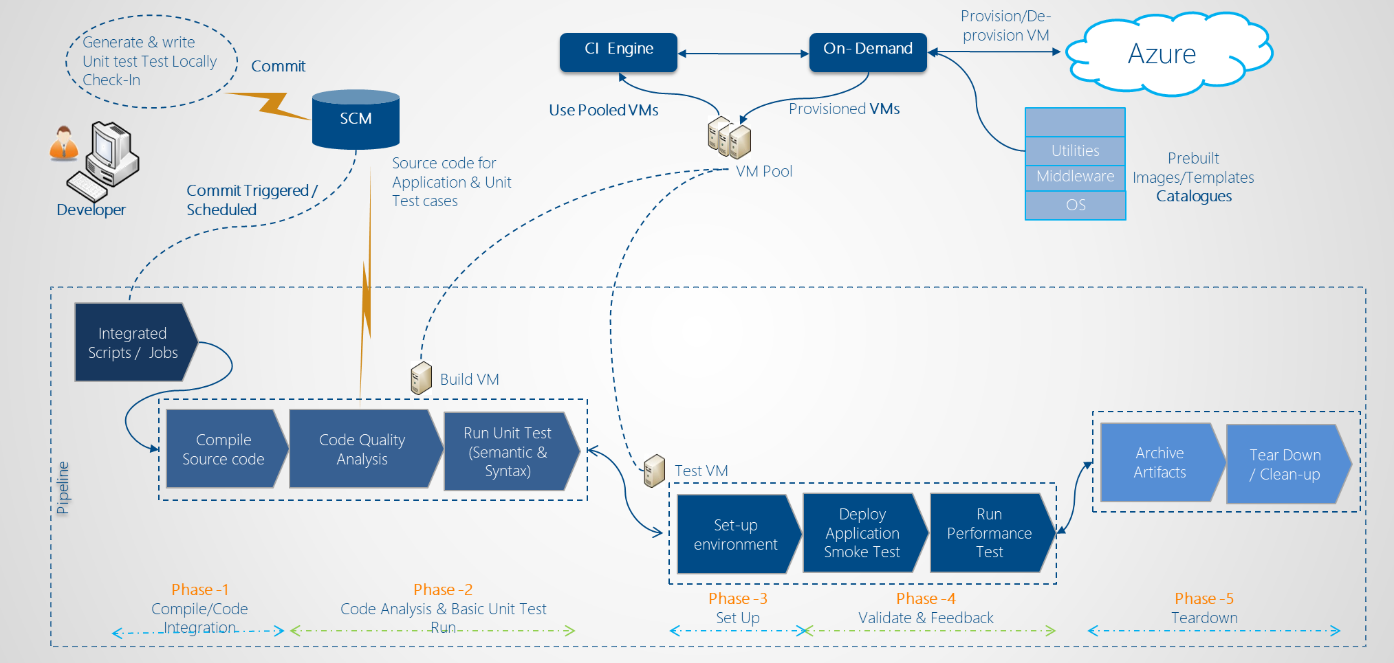 Generate & write
Unit test Test Locally
Check-In
Commit
SCM
Developer
Commit Triggered /
Scheduled
Source code for
Application & Unit
Test cases
CI Engine
On- Demand
Provision/De-
provision VM
Azure
Use Pooled VMs
Provisioned VMs
VM Pool
Utilities
Middleware
OS
Prebuilt
Images/Templates
Catalogues
Pipeline
Integrated
Scripts / Jobs
Build VM
Compile
Source code
Code Quality
Analysis
Run Unit Test
(Semantic &
Syntax)
Test VM
Set-up
environment
Deploy
Application
Smoke Test
Run
Performance
Test
Archive
Artifacts
Tear Down
/ Clean-up
Phase -1
Compile/Code
Integration
Phase -2
Code Analysis & Basic Unit Test
Run
Phase -3
Set Up
Phase -4
Validate & Feedback
Phase -5
Teardown